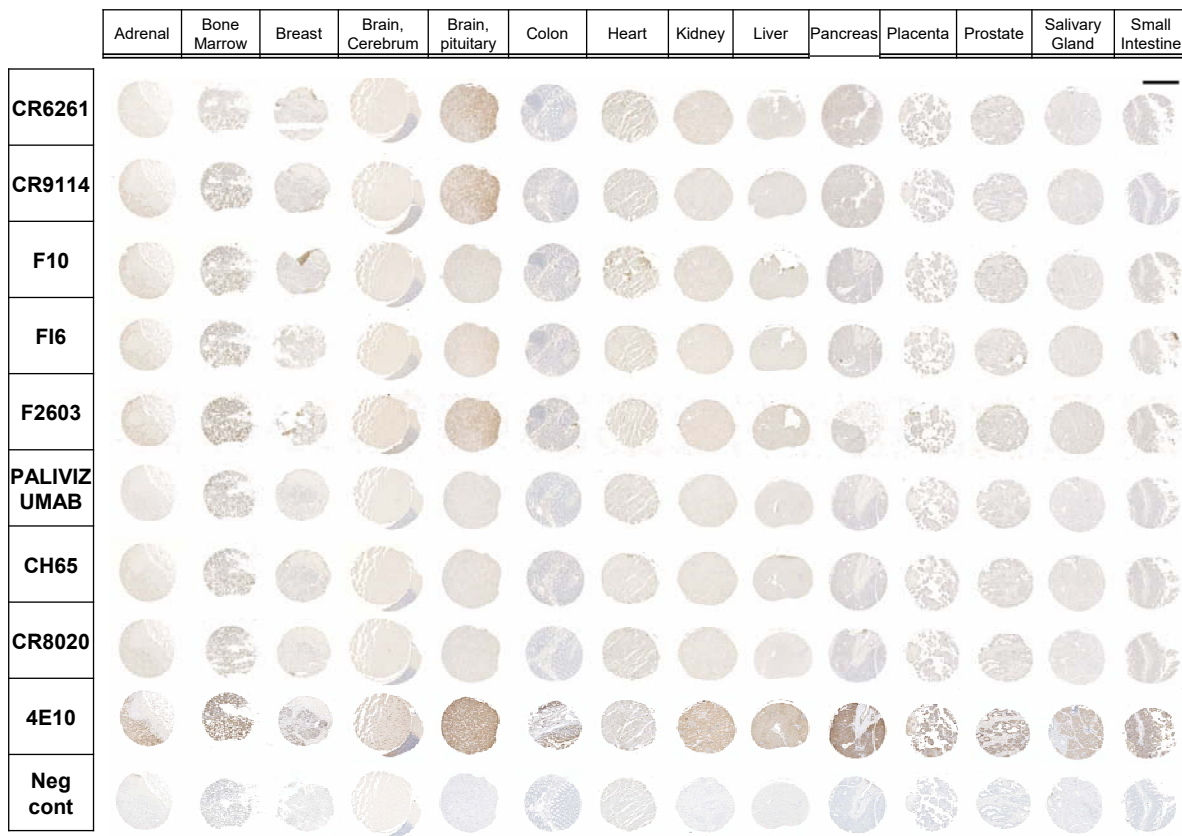 Adrenal Bone Marrow Breast Brain, Cerebrum Brain, pituitary Colon Heart Kidney Liver Pancreas Placenta Prostate Salivary Gland Small Intestine
CR6261
CR9114
F10
FI6
F2603
PALIVIZ
UMAB
CH65
CR8020
4E10
Neg
cont